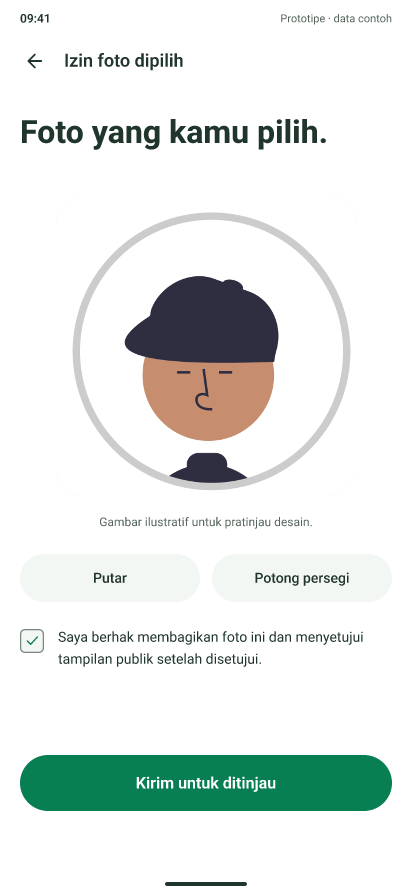 09:41
Prototipe · data contoh
Izin foto dipilih
Foto yang kamu pilih.
Gambar ilustratif untuk pratinjau desain.
Putar
Potong persegi
Saya berhak membagikan foto ini dan menyetujui
tampilan publik setelah disetujui.
Kirim untuk ditinjau